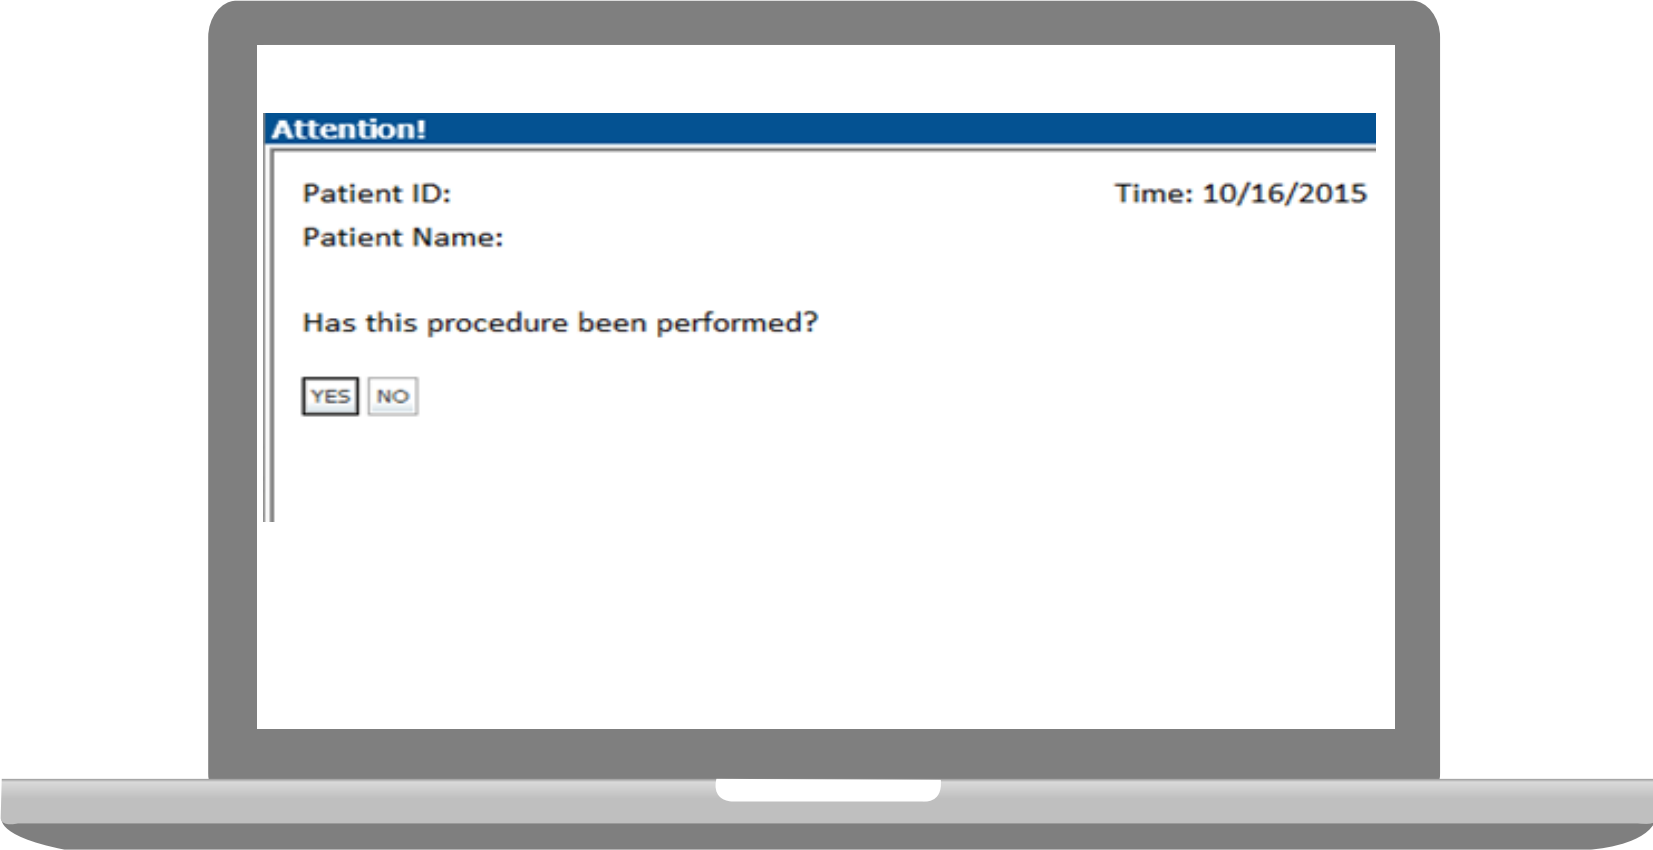 Attention!
Patient ID: Time: 10/16/2015
Patient Name:
Has this procedure been performed?
YES NO